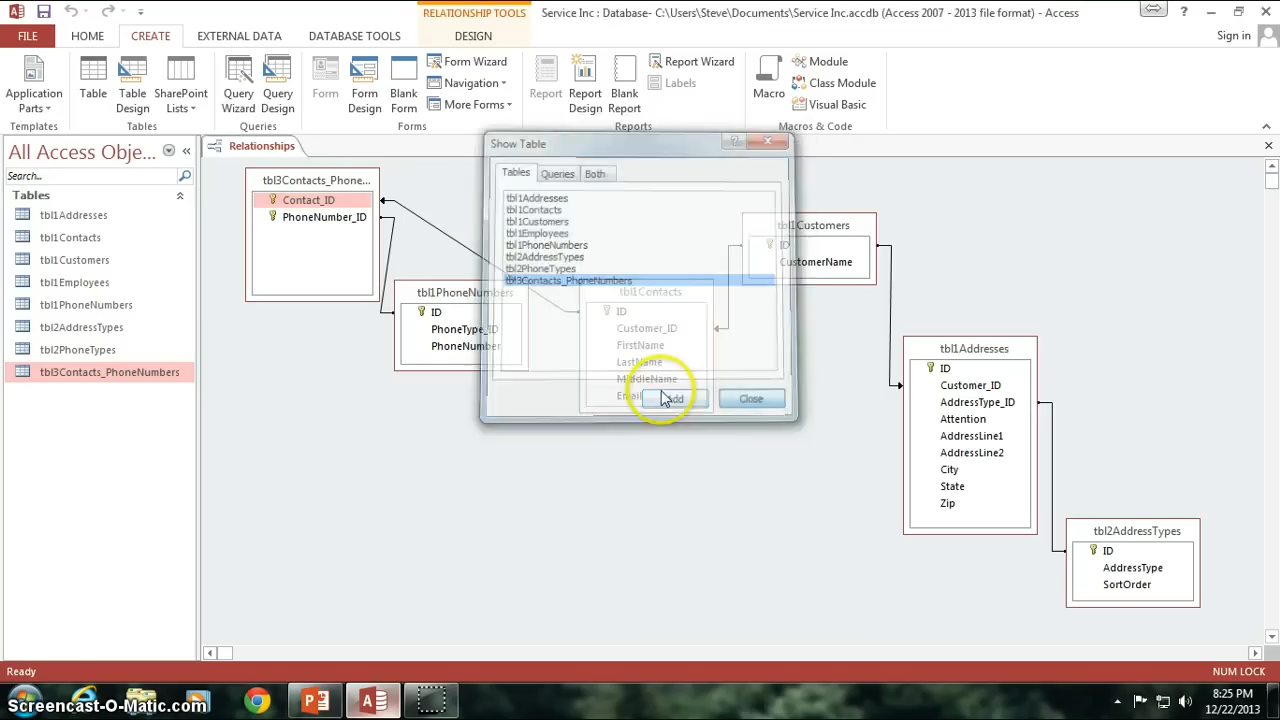 RELATIONSHIP TOOLS
Service Inc : Database- C:\Users\Steve\Documents\Service Inc.accdb (Access 2007 - 2013 file format) - Access
FILE
HOME
CREATE
EXTERNAL DATA
DATABASE TOOLS
DESIGN
Sign in
Application Parts
Table
Table Design
SharePoint Lists
Query Wizard
Query Design
Form
Form Design
Blank Form
Form Wizard
Navigation
More Forms
Report
Report Design
Blank Report
Report Wizard
Labels
Macro
Module
Class Module
Visual Basic
Templates
Tables
Queries
Forms
Reports
Macros & Code
All Access Obje...
Search...
Tables
tbl1Addresses
tbl1Contacts
tbl1Customers
tbl1Employees
tbl1PhoneNumbers
tbl2AddressTypes
tbl2PhoneTypes
tbl3Contacts_PhoneNumbers
Relationships
tbl3Contacts_Phone...
Contact_ID
PhoneNumber_ID
tbl1PhoneNumbers
ID
PhoneType_ID
PhoneNumber
Show Table
Tables
Queries
Both
tbl1Addresses
tbl1Contacts
tbl1Customers
tbl1Employees
tbl1PhoneNumbers
tbl2AddressTypes
tbl2PhoneTypes
tbl3Contacts_PhoneNumbers
Add
Close
tbl1Contacts
ID
Customer_ID
FirstName
LastName
MiddleName
Email
tbl1Customers
ID
CustomerName
tbl1Addresses
ID
Customer_ID
AddressType_ID
Attention
AddressLine1
AddressLine2
City
State
Zip
tbl2AddressTypes
ID
AddressType
SortOrder
Ready
NUM LOCK
Screencast-O-Matic.com
8:25 PM
12/22/2013